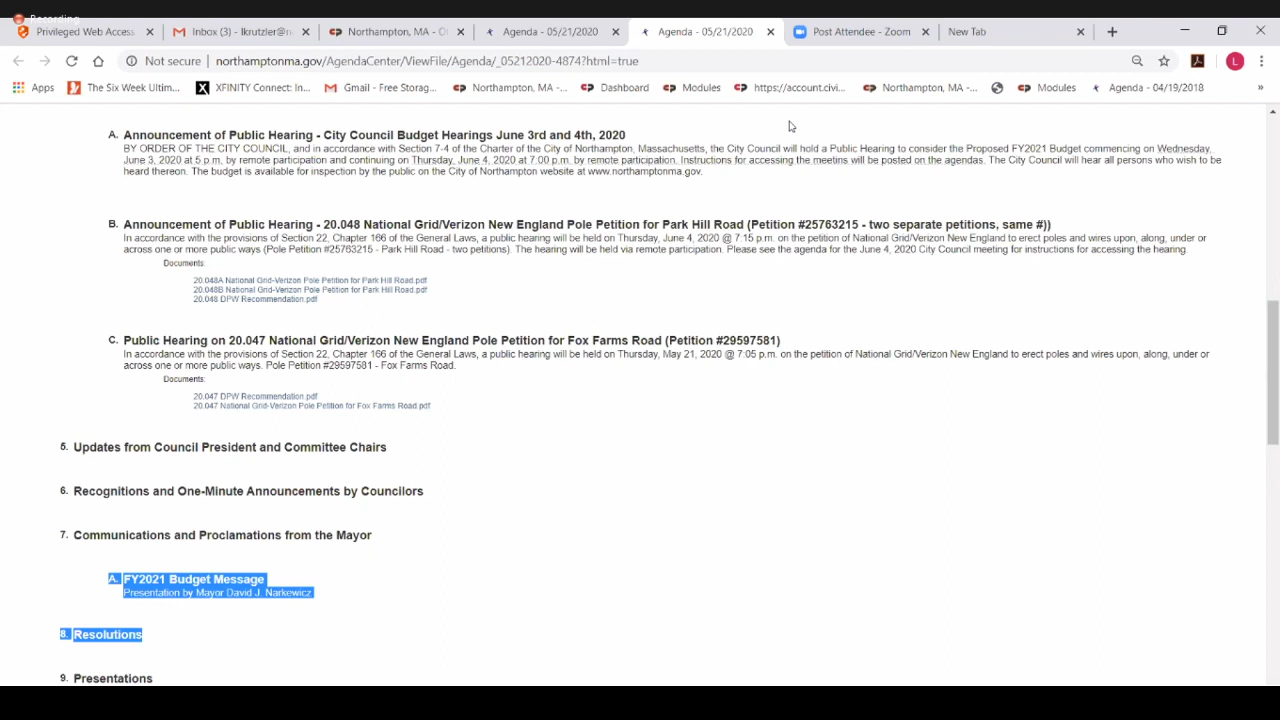 Recording
Privileged Web Access
Inbox (3) - lkrutzler@n
Northampton, MA - O
Agenda - 05/21/2020
Agenda - 05/21/2020
Post Attendee - Zoom
New Tab
Not secure northamptonma.gov/AgendaCenter/ViewFile/Agenda/_05212020-4874?html=true
Apps The Six Week Ultim... XFINITY Connect: In... Gmail - Free Storag... Northampton, MA -... Dashboard Modules https://account.civi... Northampton, MA -... Modules Agenda - 04/19/2018 »
A. Announcement of Public Hearing - City Council Budget Hearings June 3rd and 4th, 2020
BY ORDER OF THE CITY COUNCIL, and in accordance with Section 7-4 of the Charter of the City of Northampton, Massachusetts, the City Council will hold a Public Hearing to consider the Proposed FY2021 Budget commencing on Wednesday,
June 3, 2020 at 5 p.m. by remote participation and continuing on Thursday, June 4, 2020 at 7:00 p.m. by remote participation. Instructions for accessing the meeting will be posted on the agendas. The City Council will hear all persons who wish to be
heard thereon. The budget is available for inspection by the public on the City of Northampton website at www.northamptonma.gov.
B. Announcement of Public Hearing - 20.048 National Grid/Verizon New England Pole Petition for Park Hill Road (Petition #25763215 - two separate petitions, same #))
In accordance with the provisions of Section 22, Chapter 166 of the General Laws, a public hearing will be held on Thursday, June 4, 2020 @ 7:15 p.m. on the petition of National Grid/Verizon New England to erect poles and wires upon, along, under or
across one or more public ways (Pole Petition #25763215 - Park Hill Road - two petitions). The hearing will be held via remote participation. Please see the agenda for the June 4, 2020 City Council meeting for instructions for accessing the hearing.
Documents:
20.048A National Grid-Verizon Pole Petition for Park Hill Road.pdf
20.048B National Grid-Verizon Pole Petition for Park Hill Road.pdf
20.048 DPW Recommendation.pdf
C. Public Hearing on 20.047 National Grid/Verizon New England Pole Petition for Fox Farms Road (Petition #29597581)
In accordance with the provisions of Section 22, Chapter 166 of the General Laws, a public hearing will be held on Thursday, May 21, 2020 @ 7:05 p.m. on the petition of National Grid/Verizon New England to erect poles and wires upon, along, under or
across one or more public ways. Pole Petition #29597581 - Fox Farms Road.
Documents:
20.047 DPW Recommendation.pdf
20.047 National Grid-Verizon Pole Petition for Fox Farms Road.pdf
5. Updates from Council President and Committee Chairs
6. Recognitions and One-Minute Announcements by Councilors
7. Communications and Proclamations from the Mayor
A. FY2021 Budget Message
Presentation by Mayor David J. Narkewicz
8. Resolutions
9. Presentations